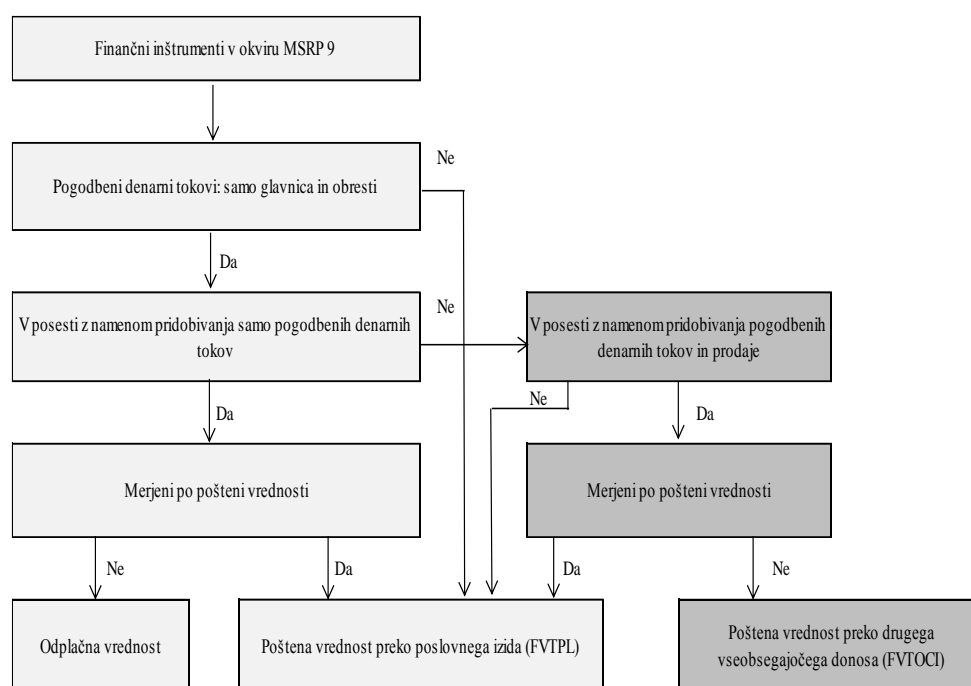 Finančni inštrumenti v okviru MSRP 9
Ne
Pogodbeni denarni tokovi: samo glavnica in obresti
Da
Ne
V posesti z namenom pridobivanja samo pogodbenih denarnih
tokov
V posesti z namenom pridobivanja pogodbenih
denarnih tokov in prodaje
Ne
Da
Da
Merjeni po pošteni vrednosti
Merjeni po pošteni vrednosti
Ne
Da
Da
Ne
Odplačna vrednost
Poštena vrednost preko poslovnega izida (FVTPL)
Poštena vrednost preko drugega
vseobsegajočega donosa (FVTOCI)